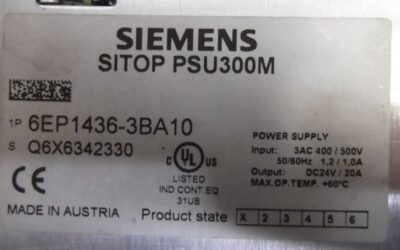 SIEMENS
SITOP PSU300M
1P 6EP1436-3BA10
S Q6X6342330
POWER SUPPLY
Input: 3AC 400 / 500V
50/60Hz 1,2 / 1,0A
Output: DC24V / 20A
MAX.OP.TEMP. +60°C
CE
C UL US
LISTED
IND.CONT.EQ
31UB
MADE IN AUSTRIA
Product state X 2 3 4 5 6